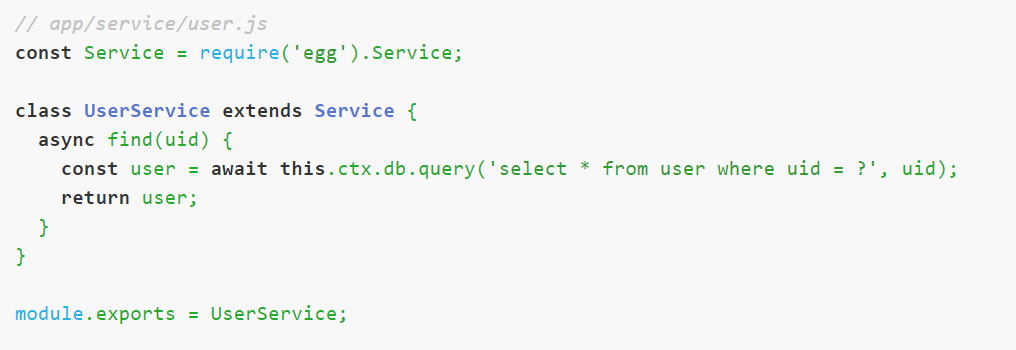 // app/service/user.js
const Service = require('egg').Service;

class UserService extends Service {
  async find(uid) {
    const user = await this.ctx.db.query('select * from user where uid = ?', uid);
    return user;
  }
}

module.exports = UserService;